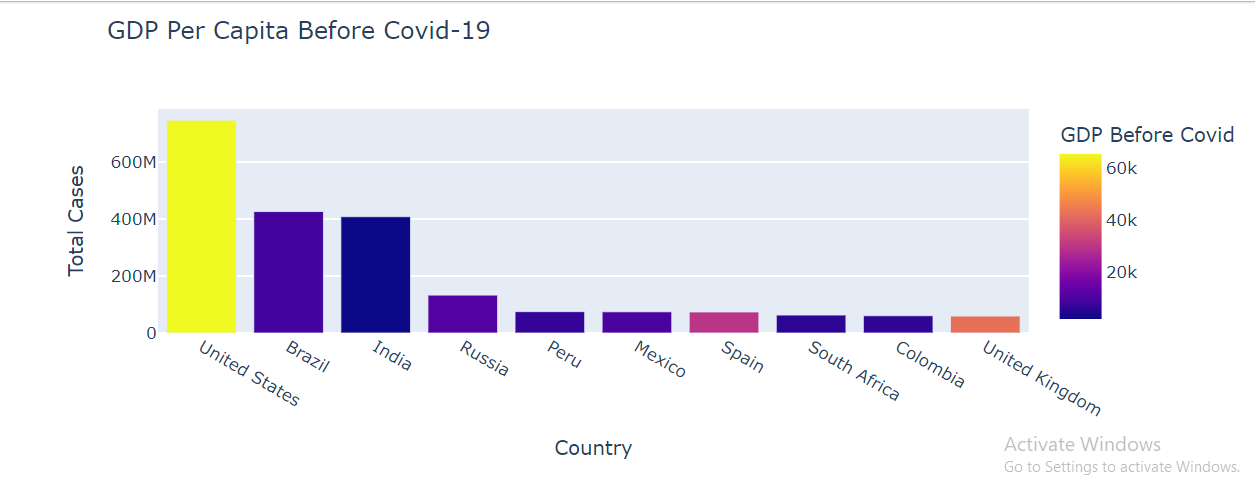 GDP Per Capita Before Covid-19
GDP Before Covid
60k
40k
20k
Total Cases
600M
400M
200M
0
United States
Brazil
India
Russia
Peru
Mexico
Spain
South Africa
Colombia
United Kingdom
Country
Activate Windows
Go to Settings to activate Windows.